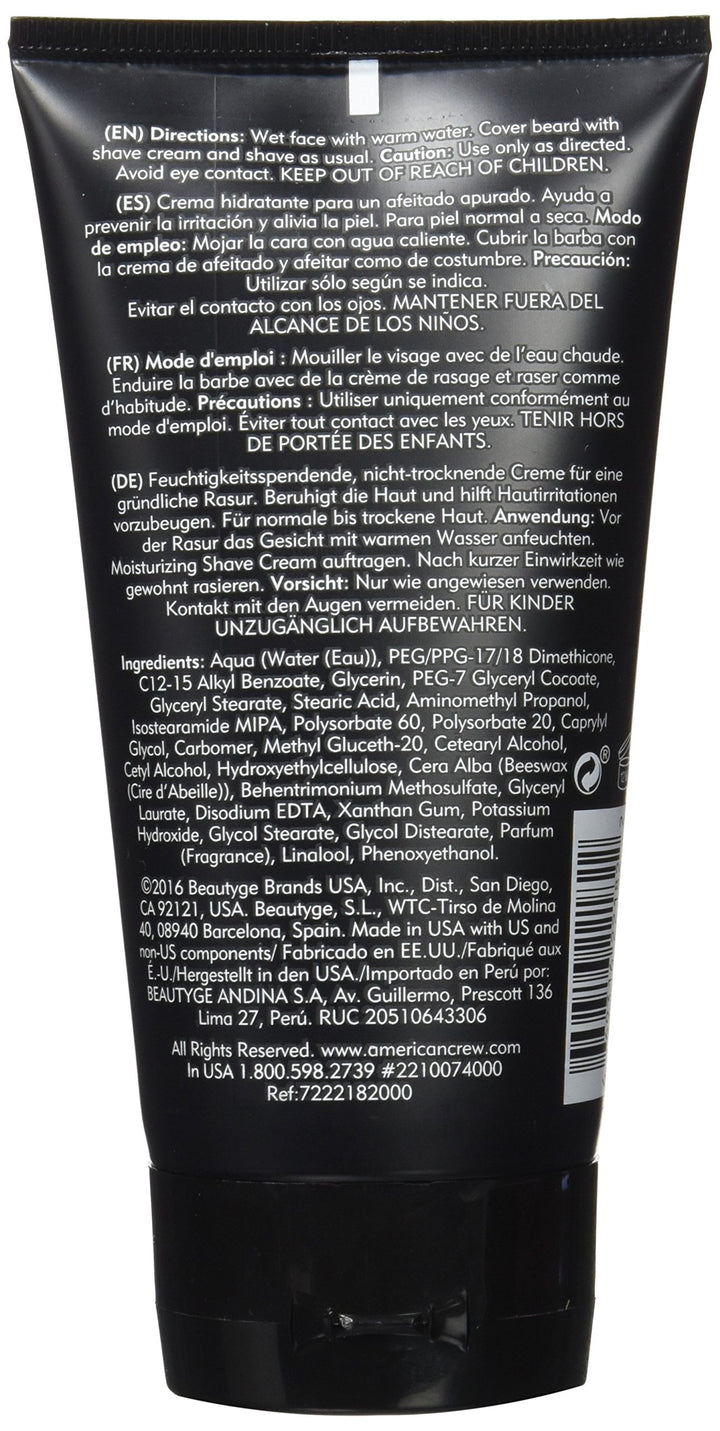 (EN) Directions: Wet face with warm water. Cover beard with
shave cream and shave as usual. Caution: Use only as directed.
Avoid eye contact. KEEP OUT OF REACH OF CHILDREN.
(ES) Crema hidratante para un afeitado apurado. Ayuda a
prevenir la irritación y alivia la piel. Para piel normal a seca. Modo
de empleo: Mojar la cara con agua caliente. Cubrir la barba con
la crema de afeitado y afeitar como de costumbre. Precaución:
Utilizar sólo según se indica.
Evitar el contacto con los ojos. MANTENER FUERA DEL
ALCANCE DE LOS NIÑOS.
(FR) Mode d'emploi : Mouiller le visage avec de l'eau chaude.
Enduire la barbe avec de la crème de rasage et raser comme
d'habitude. Précautions : Utiliser uniquement conformément au
mode d'emploi. Éviter tout contact avec les yeux. TENIR HORS
DE PORTÉE DES ENFANTS.
(DE) Feuchtigkeitsspendende, nicht-trocknende Creme für eine
gründliche Rasur. Beruhigt die Haut und hilft Hautirritationen
vorzubeugen. Für normale bis trockene Haut. Anwendung: Vor
der Rasur das Gesicht mit warmen Wasser anfeuchten.
Moisturizing Shave Cream auftragen. Nach kurzer Einwirkzeit wie
gewohnt rasieren. Vorsicht: Nur wie angewiesen verwenden.
Kontakt mit den Augen vermeiden. FÜR KINDER
UNZUGÄNGLICH AUFBEWAHREN.
Ingredients: Aqua (Water (Eau)), PEG/PPG-17/18 Dimethicone,
C12-15 Alkyl Benzoate, Glycerin, PEG-7 Glyceryl Cocoate,
Glyceryl Stearate, Stearic Acid, Aminomethyl Propanol,
Isostearamide MIPA, Polysorbate 60, Polysorbate 20, Caprylyl
Glycol, Carbomer, Methyl Gluceth-20, Cetearyl Alcohol,
Cetyl Alcohol, Hydroxyethylcellulose, Cera Alba (Beeswax
(Cire d'Abeille)), Behentrimonium Methosulfate, Glyceryl
Laurate, Disodium EDTA, Xanthan Gum, Potassium
Hydroxide, Glycol Stearate, Glycol Distearate, Parfum
(Fragrance), Linalool, Phenoxyethanol.
©2016 Beautyge Brands USA, Inc., Dist., San Diego,
CA 92121, USA. Beautyge, S.L., WTC-Tirso de Molina
40, 08940 Barcelona, Spain. Made in USA with US and
non-US components/ Fabricado en EE.UU./Fabriqué aux
É.-U./Hergestellt in den USA./Importado en Perú por:
BEAUTYGE ANDINA S.A, Av. Guillermo, Prescott 136
Lima 27, Perú. RUC 20510643306
All Rights Reserved. www.americancrew.com
In USA 1.800.598.2739 #2210074000
Ref:7222182000